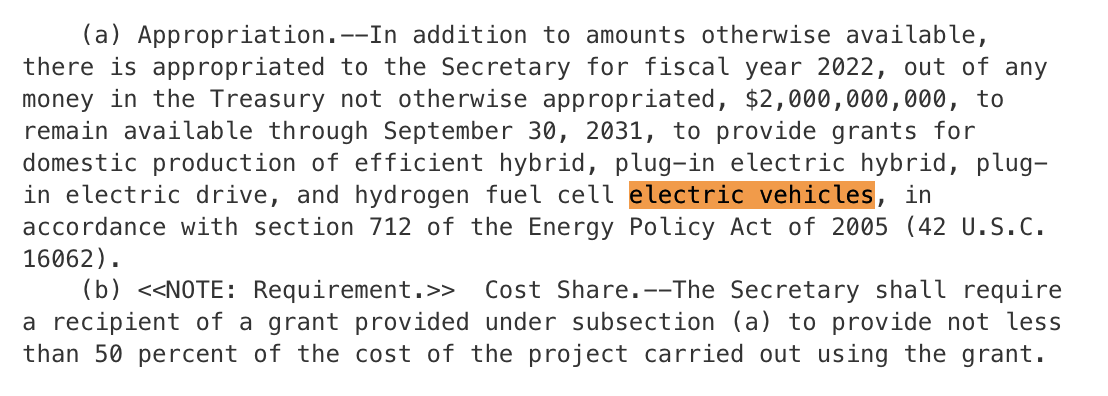 (a) Appropriation.--In addition to amounts otherwise available,
there is appropriated to the Secretary for fiscal year 2022, out of any
money in the Treasury not otherwise appropriated, $2,000,000,000, to
remain available through September 30, 2031, to provide grants for
domestic production of efficient hybrid, plug-in electric hybrid, plug-
in electric drive, and hydrogen fuel cell electric vehicles, in
accordance with section 712 of the Energy Policy Act of 2005 (42 U.S.C.
16062).
(b) <<NOTE: Requirement.>>  Cost Share.--The Secretary shall require
a recipient of a grant provided under subsection (a) to provide not less
than 50 percent of the cost of the project carried out using the grant.